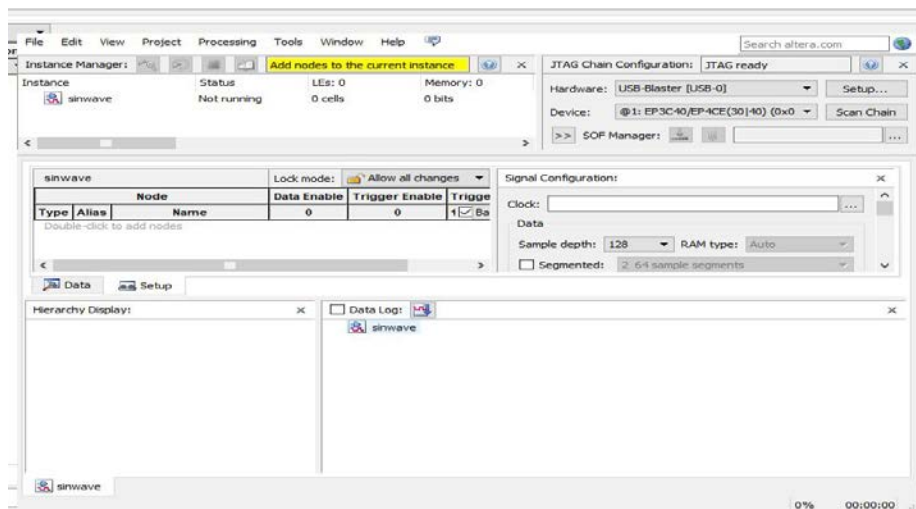 File Edit View Project Processing Tools Window Help
Search altera.com
Instance Manager: Add nodes to the current instance
Instance Status LEs: 0 Memory: 0
sinwave Not running 0 cells 0 bits
JTAG Chain Configuration: JTAG ready
Hardware: USB-Blaster [USB-0] Setup...
Device: @1: EP3C40/EP4CE(30|40) (0x0 Scan Chain
>> SOF Manager: ...
sinwave Lock mode: Allow all changes
Node Data Enable Trigger Enable Trigge
Type Alias Name 0 0 1 Ba
Double-click to add nodes
Signal Configuration:
Clock: ...
Data
Sample depth: 128 RAM type: Auto
Segmented: 2 64 sample segments
Data Setup
Hierarchy Display:
Data Log:
sinwave
sinwave
0% 00:00:00